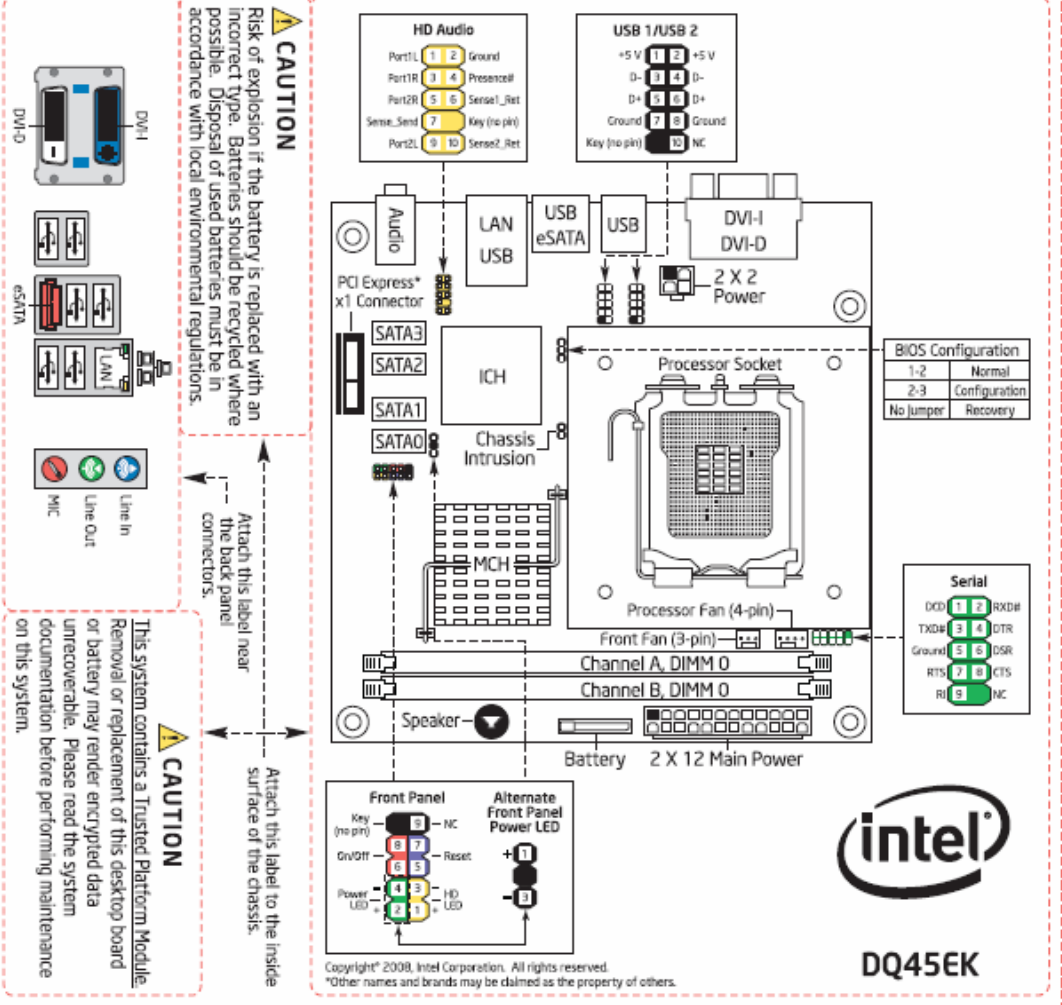 ⚠ CAUTION
Risk of explosion if the battery is replaced with an
incorrect type. Batteries should be recycled where
possible. Disposal of used batteries must be in
accordance with local environmental regulations.
DVI-I
DVI-D
eSATA
LAN
Line In
Line Out
MIC
Attach this label near
the back panel
connectors.
⚠ CAUTION
This system contains a Trusted Platform Module.
Removal or replacement of this desktop board
or battery may render encrypted data
unrecoverable. Please read the system
documentation before performing maintenance
on this system.
Attach this label to the inside
surface of the chassis.
HD Audio
Port1L 1 2 Ground
Port1R 3 4 Presence#
Port2R 5 6 Sense1_Ret
Sense_Send 7 Key (no pin)
Port2L 9 10 Sense2_Ret
USB 1/USB 2
+5 V 1 2 +5 V
D- 3 4 D-
D+ 5 6 D+
Ground 7 8 Ground
Key (no pin) 10 NC
Audio
LAN
USB
USB
eSATA
USB
DVI-I
DVI-D
2 X 2
Power
PCI Express*
x1 Connector
SATA3
SATA2
SATA1
SATA0
ICH
Chassis
Intrusion
MCH
Processor Socket
BIOS Configuration
1-2 Normal
2-3 Configuration
No Jumper Recovery
Processor Fan (4-pin)
Front Fan (3-pin)
Serial
DCD 1 2 RXD#
TXD# 3 4 DTR
Ground 5 6 DSR
RTS 7 8 CTS
RI 9 NC
Channel A, DIMM 0
Channel B, DIMM 0
Speaker
Battery
2 X 12 Main Power
Front Panel
Key
(no pin) 9 NC
On/Off 8 7 Reset
6 5
Power
LED - 4 3 - HD
LED
+ 2 1 +
Alternate
Front Panel
Power LED
+ 1
- 3
intel®
DQ45EK
Copyright® 2008, Intel Corporation. All rights reserved.
*Other names and brands may be claimed as the property of others.